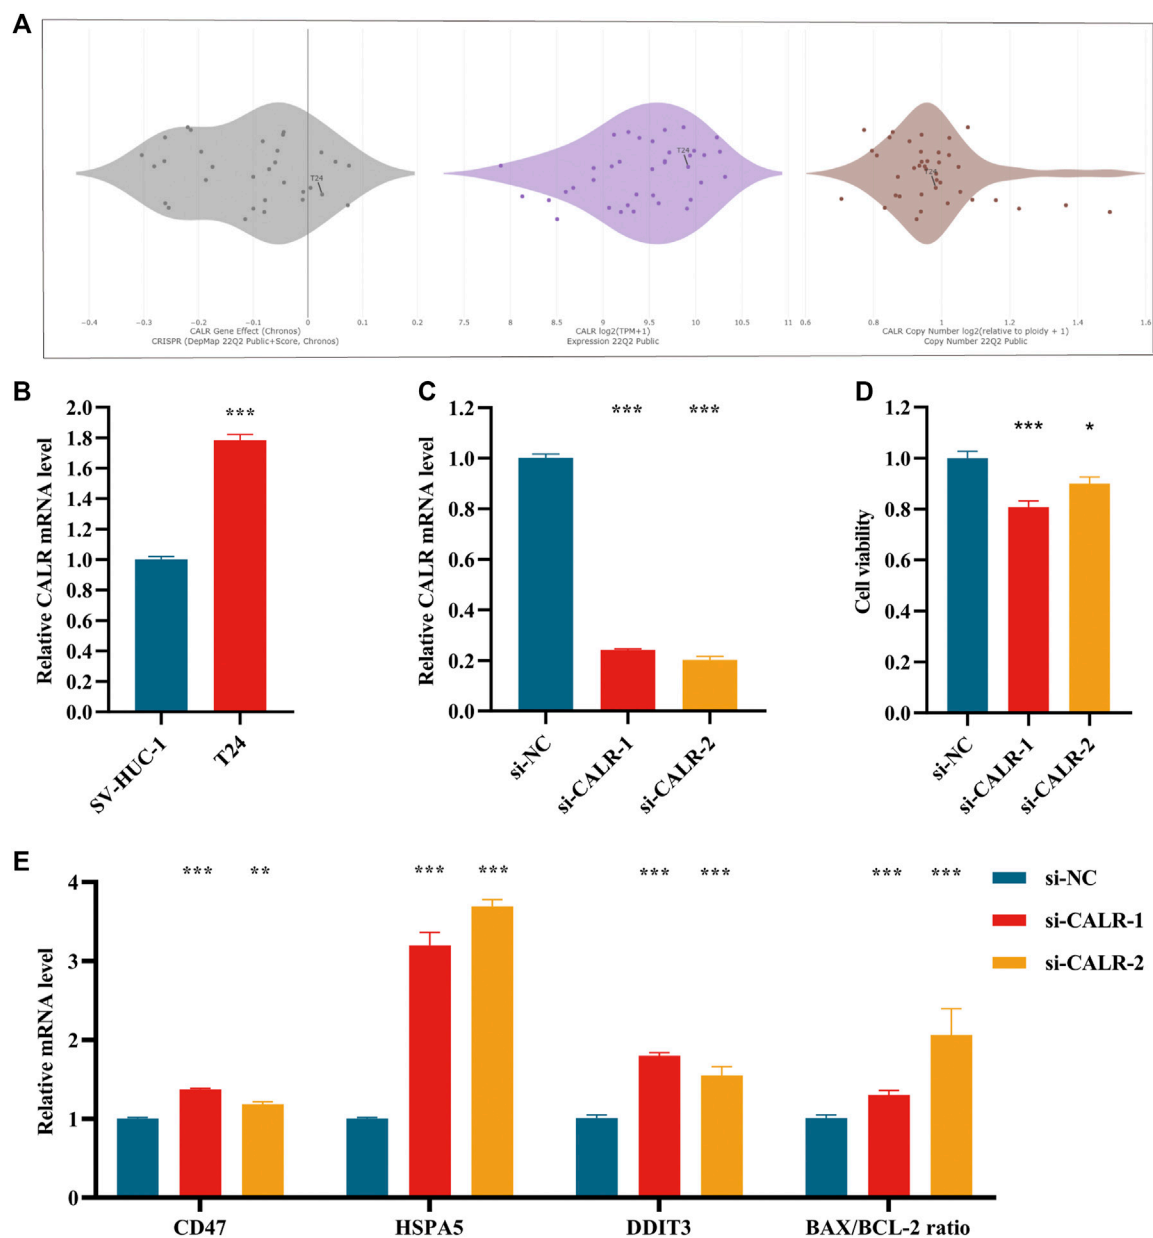 A
T24
T24
T24
-0.4 -0.3 -0.2 -0.1 0 0.1 0.2
CALR Gene Effect (Chronos)
CRISPR (DepMap 22Q2 Public+Score, Chronos)
7.5 8 8.5 9 9.5 10 10.5 11
CALR log2(TPM+1)
Expression 22Q2 Public
0.6 0.8 1 1.2 1.4 1.6
CALR Copy Number log2(relative to ploidy + 1)
Copy Number 22Q2 Public
B
Relative CALR mRNA level
2.0
1.8
1.6
1.4
1.2
1.0
0.8
0.6
0.4
0.2
0.0
***
SV-HUC-1
T24
C
Relative CALR mRNA level
1.2
1.0
0.8
0.6
0.4
0.2
0.0
*** ***
si-NC
si-CALR-1
si-CALR-2
D
Cell viability
1.2
1.0
0.8
0.6
0.4
0.2
0.0
*** *
si-NC
si-CALR-1
si-CALR-2
E
Relative mRNA level
4
3
2
1
0
*** ** *** *** *** *** *** ***
CD47 HSPA5 DDIT3 BAX/BCL-2 ratio
si-NC
si-CALR-1
si-CALR-2